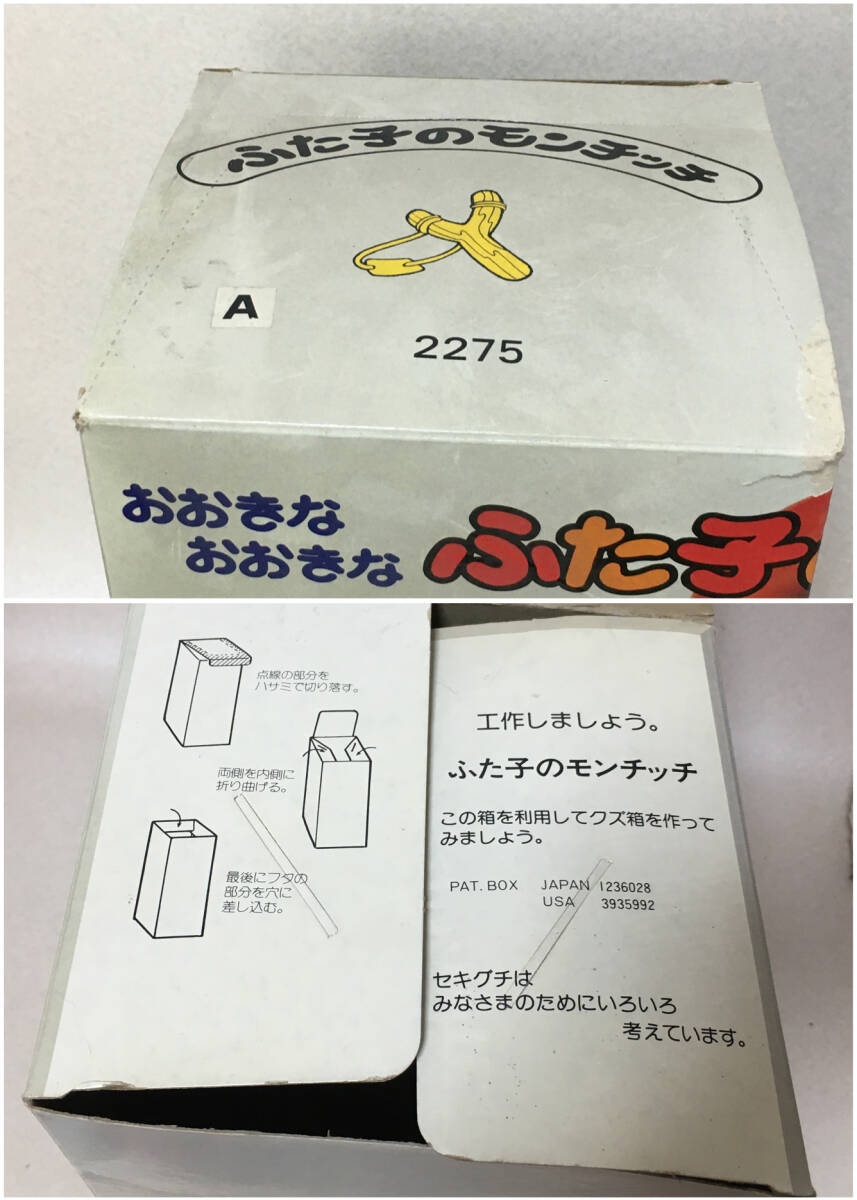 ふた子のモンチッチ
A
2275
おおきな
おおきな
ふた子
点線の部分を
ハサミで切り落す。
両側を内側に
折り曲げる。
最後にフタの
部分を穴に
差し込む。
工作しましょう。
ふた子のモンチッチ
この箱を利用してクズ箱を作って
みましょう。
PAT. BOX JAPAN 1236028
USA 3935992
セキグチは
みなさまのためにいろいろ
考えています。